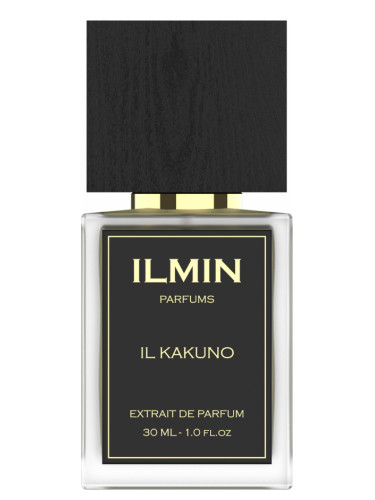 ILMIN
PARFUMS
IL KAKUNO
EXTRAIT DE PARFUM
30 ML - 1.0 FL.OZ